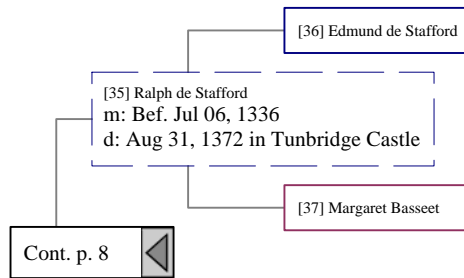 [36] Edmund de Stafford
[35] Ralph de Stafford
m: Bef. Jul 06, 1336
d: Aug 31, 1372 in Tunbridge Castle
[37] Margaret Basseet
Cont. p. 8